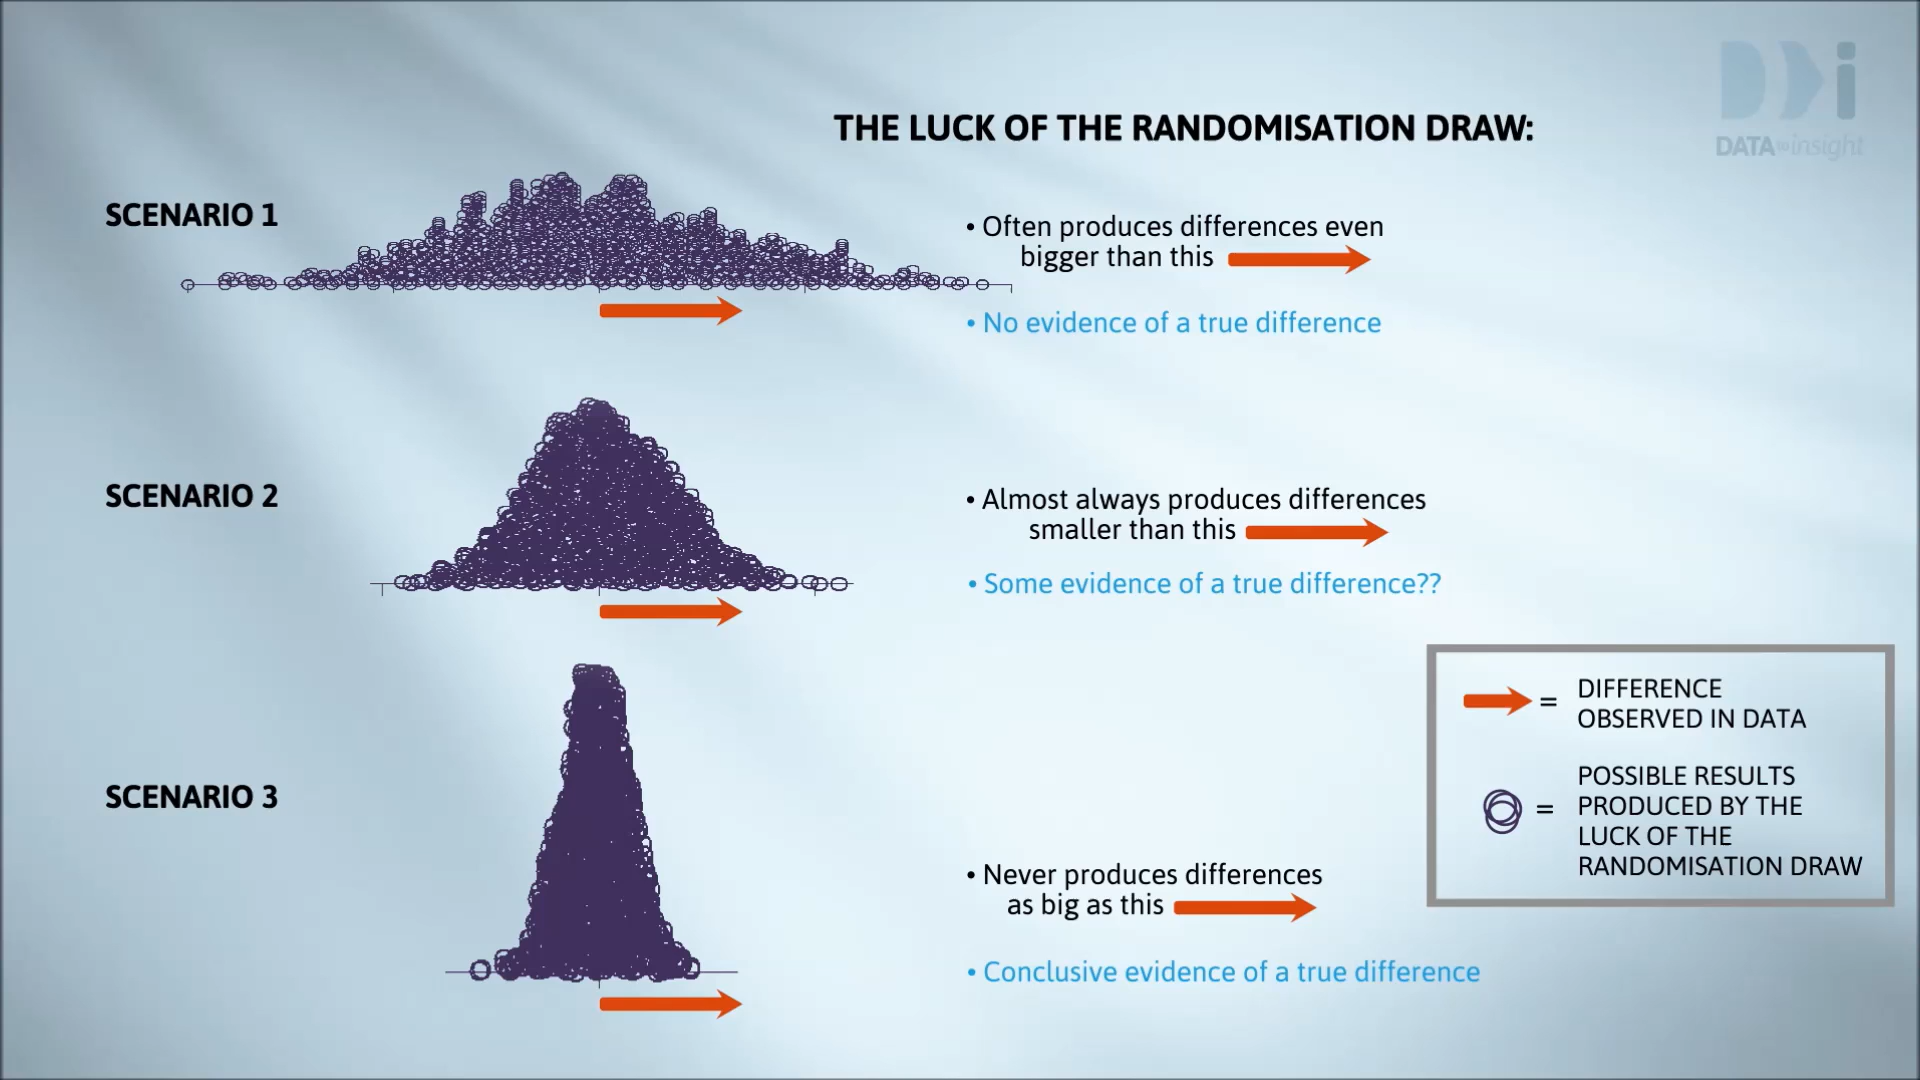 DATA to insight
THE LUCK OF THE RANDOMISATION DRAW:
SCENARIO 1
• Often produces differences even
bigger than this
• No evidence of a true difference
SCENARIO 2
• Almost always produces differences
smaller than this
• Some evidence of a true difference??
SCENARIO 3
• Never produces differences
as big as this
• Conclusive evidence of a true difference
= DIFFERENCE
OBSERVED IN DATA
= POSSIBLE RESULTS
PRODUCED BY THE
LUCK OF THE
RANDOMISATION DRAW